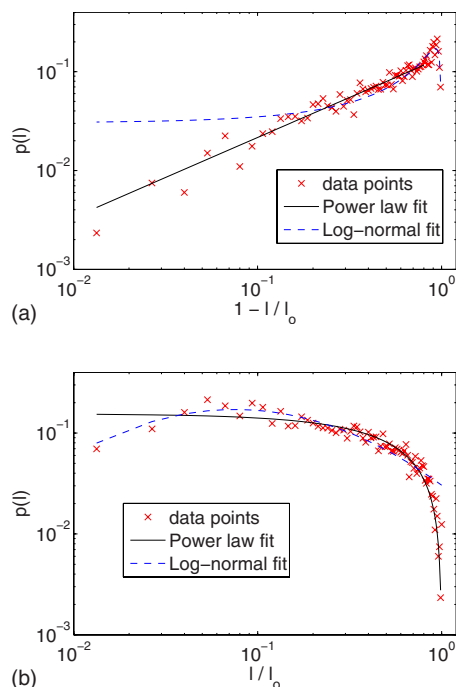 10⁻¹
10⁻²
10⁻³
p(l)
data points
Power law fit
Log−normal fit
10⁻² 10⁻¹ 10⁰
1 − l / lₒ
(a)
10⁻¹
10⁻²
10⁻³
p(l)
data points
Power law fit
Log−normal fit
10⁻² 10⁻¹ 10⁰
l / lₒ
(b)